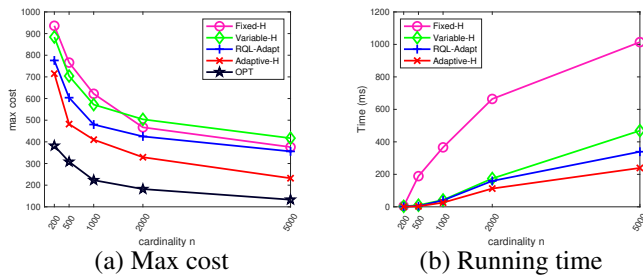 1000
900
800
700
600
500
400
300
200
100
max cost
Fixed-H
Variable-H
RQL-Adapt
Adaptive-H
OPT
200
500
1000
2000
5000
cardinality n
(a) Max cost
1200
1000
800
600
400
200
0
Time (ms)
Fixed-H
Variable-H
RQL-Adapt
Adaptive-H
200
500
1000
2000
5000
cardinality n
(b) Running time